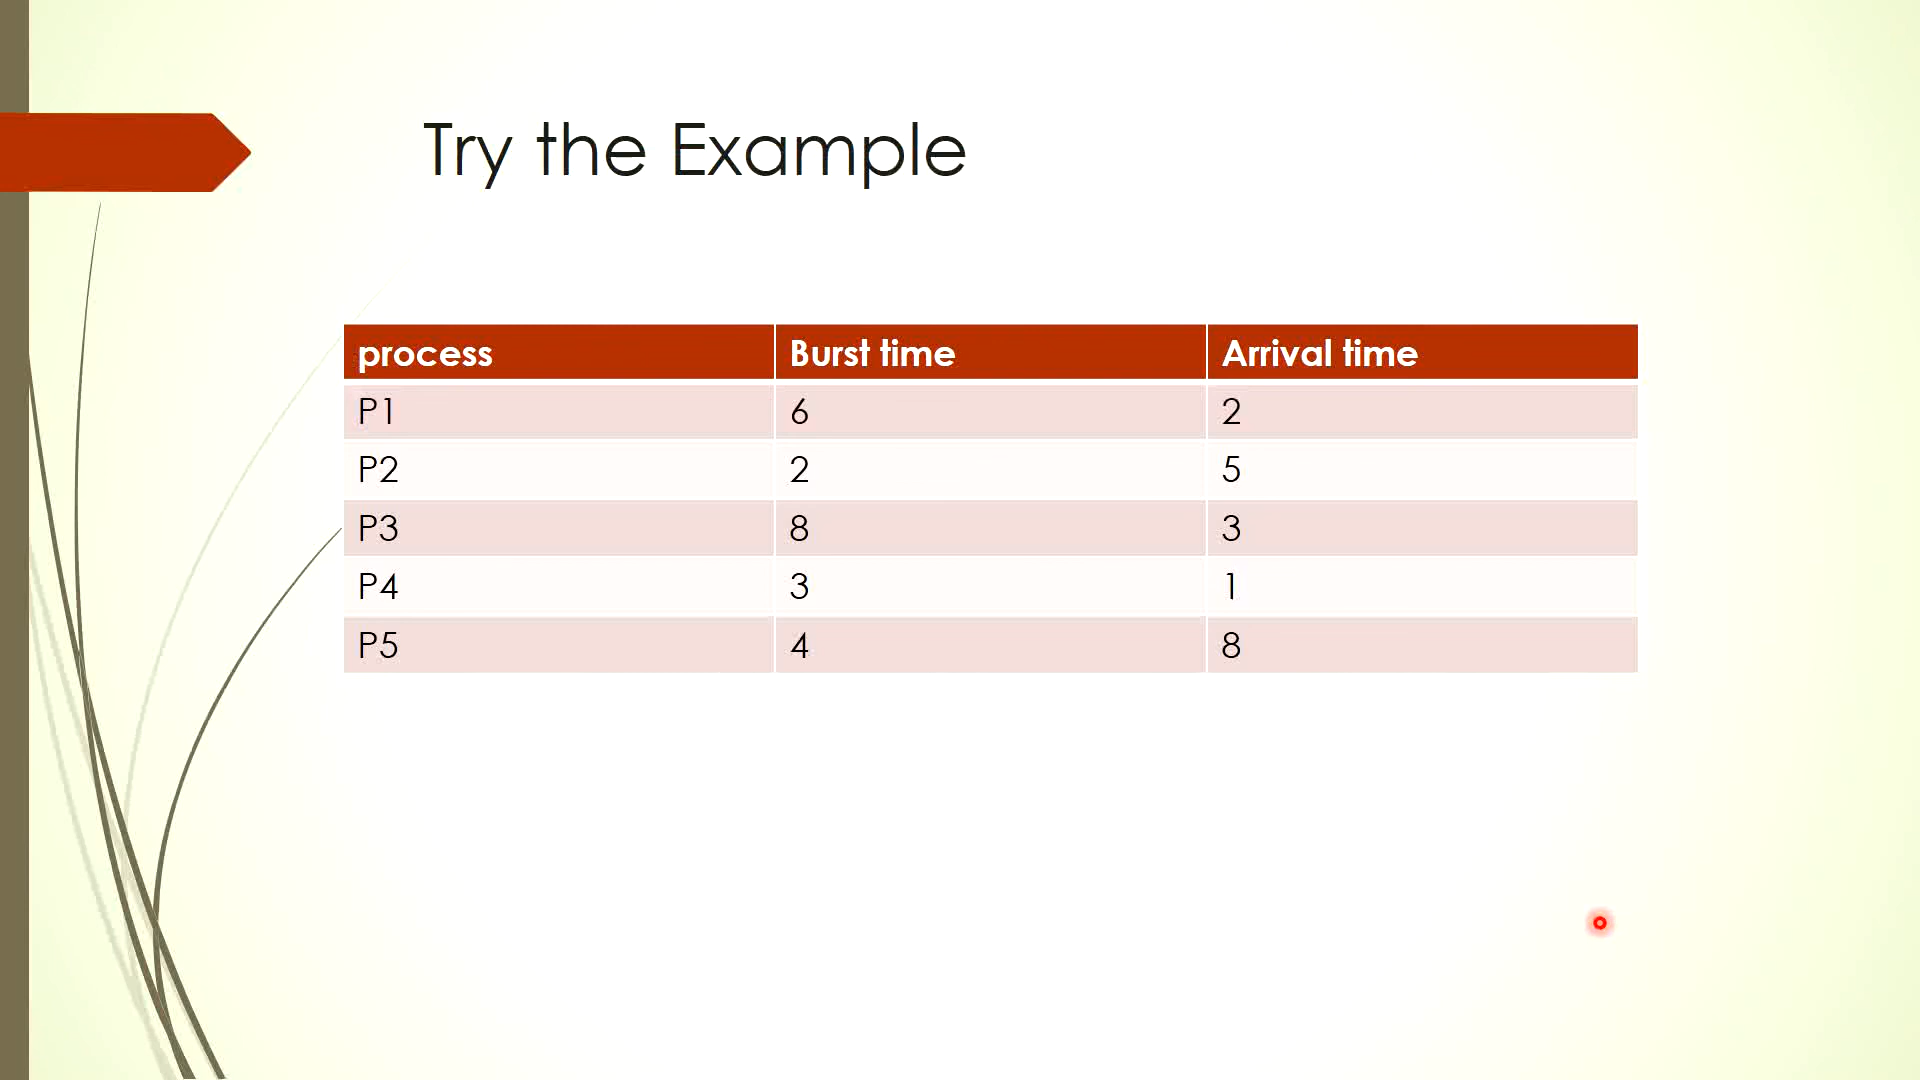 Try the Example
process Burst time Arrival time
P1 6 2
P2 2 5
P3 8 3
P4 3 1
P5 4 8